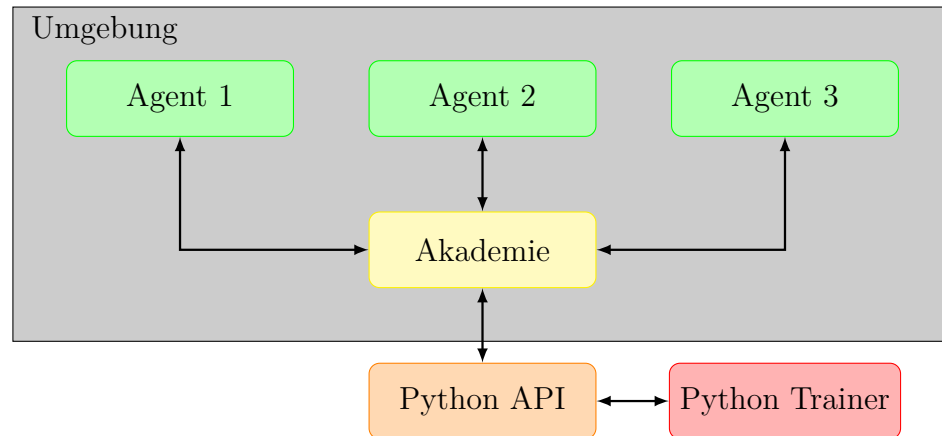 Umgebung
Agent 1
Agent 2
Agent 3
Akademie
Python API
Python Trainer